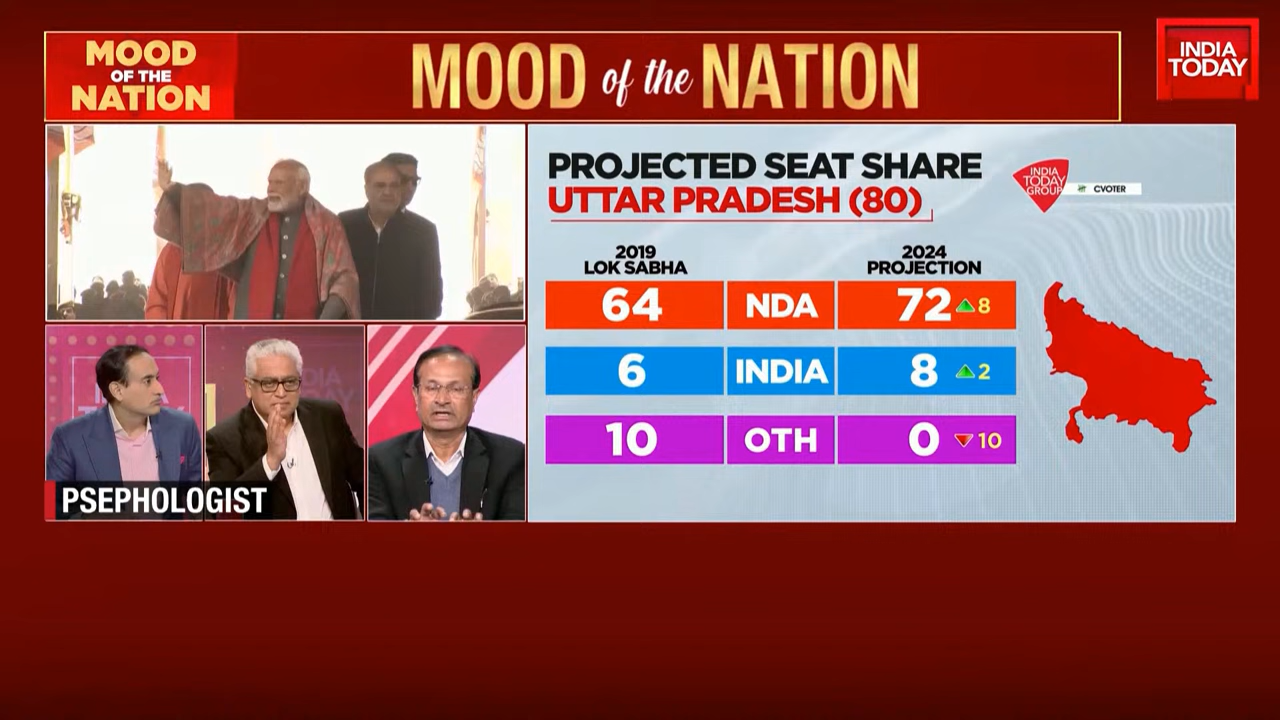 MOOD
OF THE
NATION
MOOD of the NATION
INDIA
TODAY
PROJECTED SEAT SHARE
UTTAR PRADESH (80)
INDIA
TODAY
GROUP
CVOTER
2019
LOK SABHA
2024
PROJECTION
64 NDA 72 8
6 INDIA 8 2
10 OTH 0 10
PSEPHOLOGIST